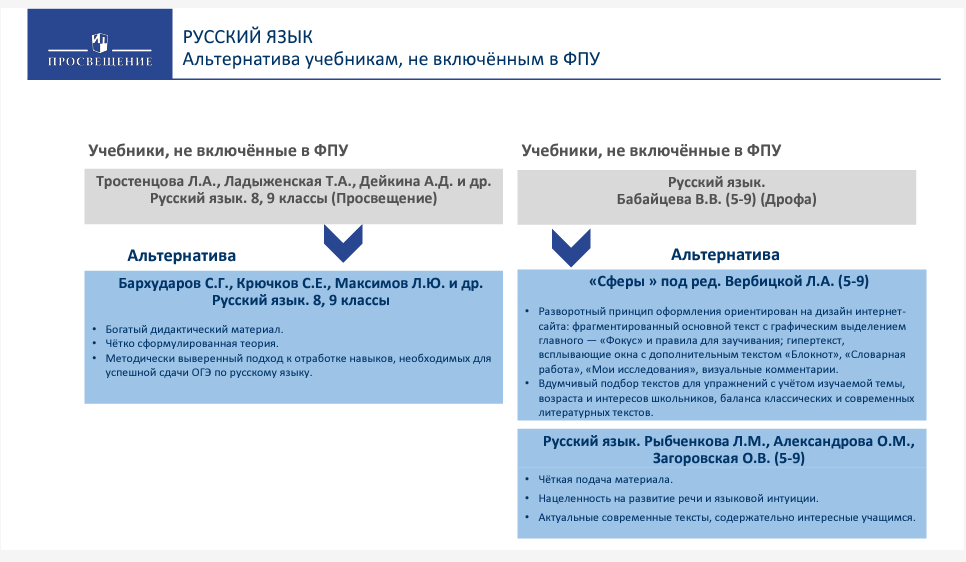 ПРОСВЕЩЕНИЕ
РУССКИЙ ЯЗЫК
Альтернатива учебникам, не включённым в ФПУ
Учебники, не включённые в ФПУ
Тростенцова Л.А., Ладыженская Т.А., Дейкина А.Д. и др.
Русский язык. 8, 9 классы (Просвещение)
Альтернатива
Бархударов С.Г., Крючков С.Е., Максимов Л.Ю. и др.
Русский язык. 8, 9 классы
• Богатый дидактический материал.
• Чётко сформулированная теория.
• Методически выверенный подход к отработке навыков, необходимых для
успешной сдачи ОГЭ по русскому языку.
Учебники, не включённые в ФПУ
Русский язык.
Бабайцева В.В. (5-9) (Дрофа)
Альтернатива
«Сферы » под ред. Вербицкой Л.А. (5-9)
• Разворотный принцип оформления ориентирован на дизайн интернет-
сайта: фрагментированный основной текст с графическим выделением
главного — «Фокус» и правила для заучивания; гипертекст,
всплывающие окна с дополнительным текстом «Блокнот», «Словарная
работа», «Мои исследования», визуальные комментарии.
• Вдумчивый подбор текстов для упражнений с учётом изучаемой темы,
возраста и интересов школьников, баланса классических и современных
литературных текстов.
Русский язык. Рыбченкова Л.М., Александрова О.М.,
Загоровская О.В. (5-9)
• Чёткая подача материала.
• Нацеленность на развитие речи и языковой интуиции.
• Актуальные современные тексты, содержательно интересные учащимся.